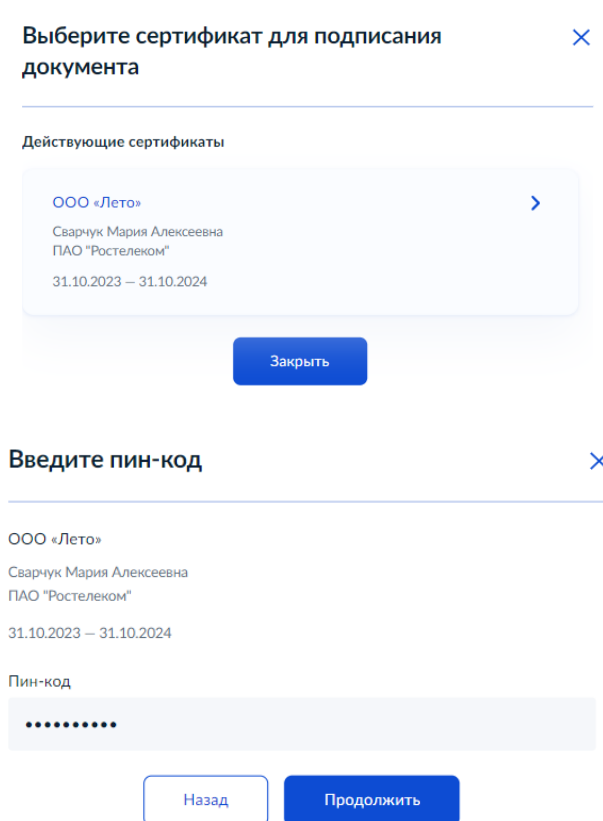 Выберите сертификат для подписания
документа
Действующие сертификаты
ООО «Лето»
Сварчук Мария Алексеевна
ПАО "Ростелеком"
31.10.2023 — 31.10.2024
Закрыть
Введите пин-код
ООО «Лето»
Сварчук Мария Алексеевна
ПАО "Ростелеком"
31.10.2023 — 31.10.2024
Пин-код
••••••••••
Назад
Продолжить